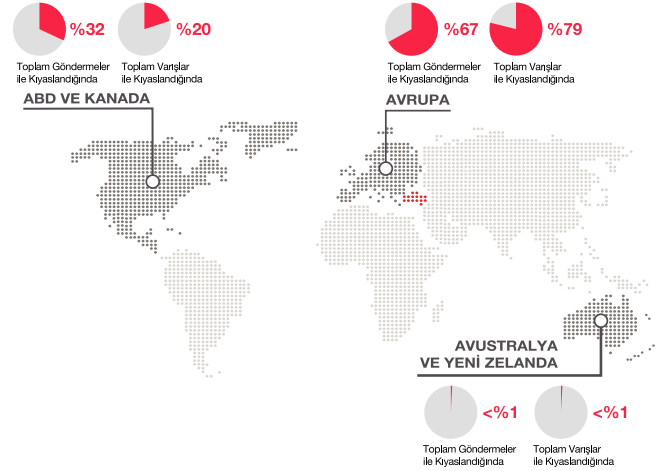 %32
%20
Toplam Göndermeler
ile Kıyaslandığında
Toplam Varışlar
ile Kıyaslandığında
ABD VE KANADA
%67
%79
Toplam Göndermeler
ile Kıyaslandığında
Toplam Varışlar
ile Kıyaslandığında
AVRUPA
AVUSTRALYA
VE YENİ ZELANDA
<%1
<%1
Toplam Göndermeler
ile Kıyaslandığında
Toplam Varışlar
ile Kıyaslandığında